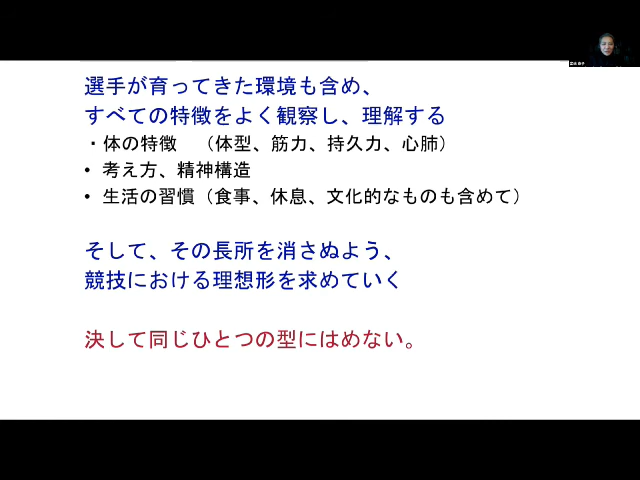 選手が育ってきた環境も含め、
すべての特徴をよく観察し、理解する
・体の特徴　（体型、筋力、持久力、心肺）
• 考え方、精神構造
• 生活の習慣（食事、休息、文化的なものも含めて）
そして、その長所を消さぬよう、
競技における理想形を求めていく
決して同じひとつの型にはめない。